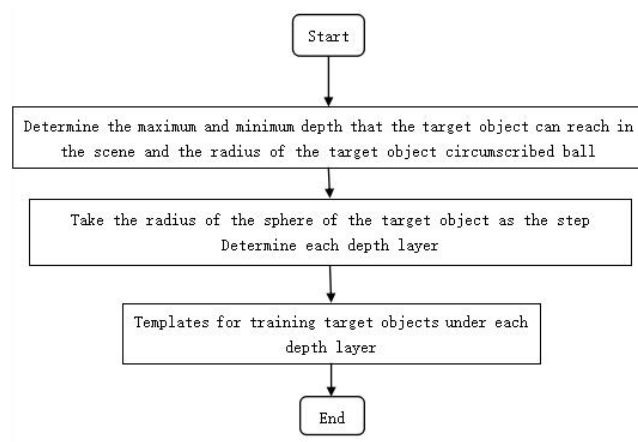 Start
Determine the maximum and minimum depth that the target object can reach in
the scene and the radius of the target object circumscribed ball
Take the radius of the sphere of the target object as the step
Determine each depth layer
Templates for training target objects under each
depth layer
End